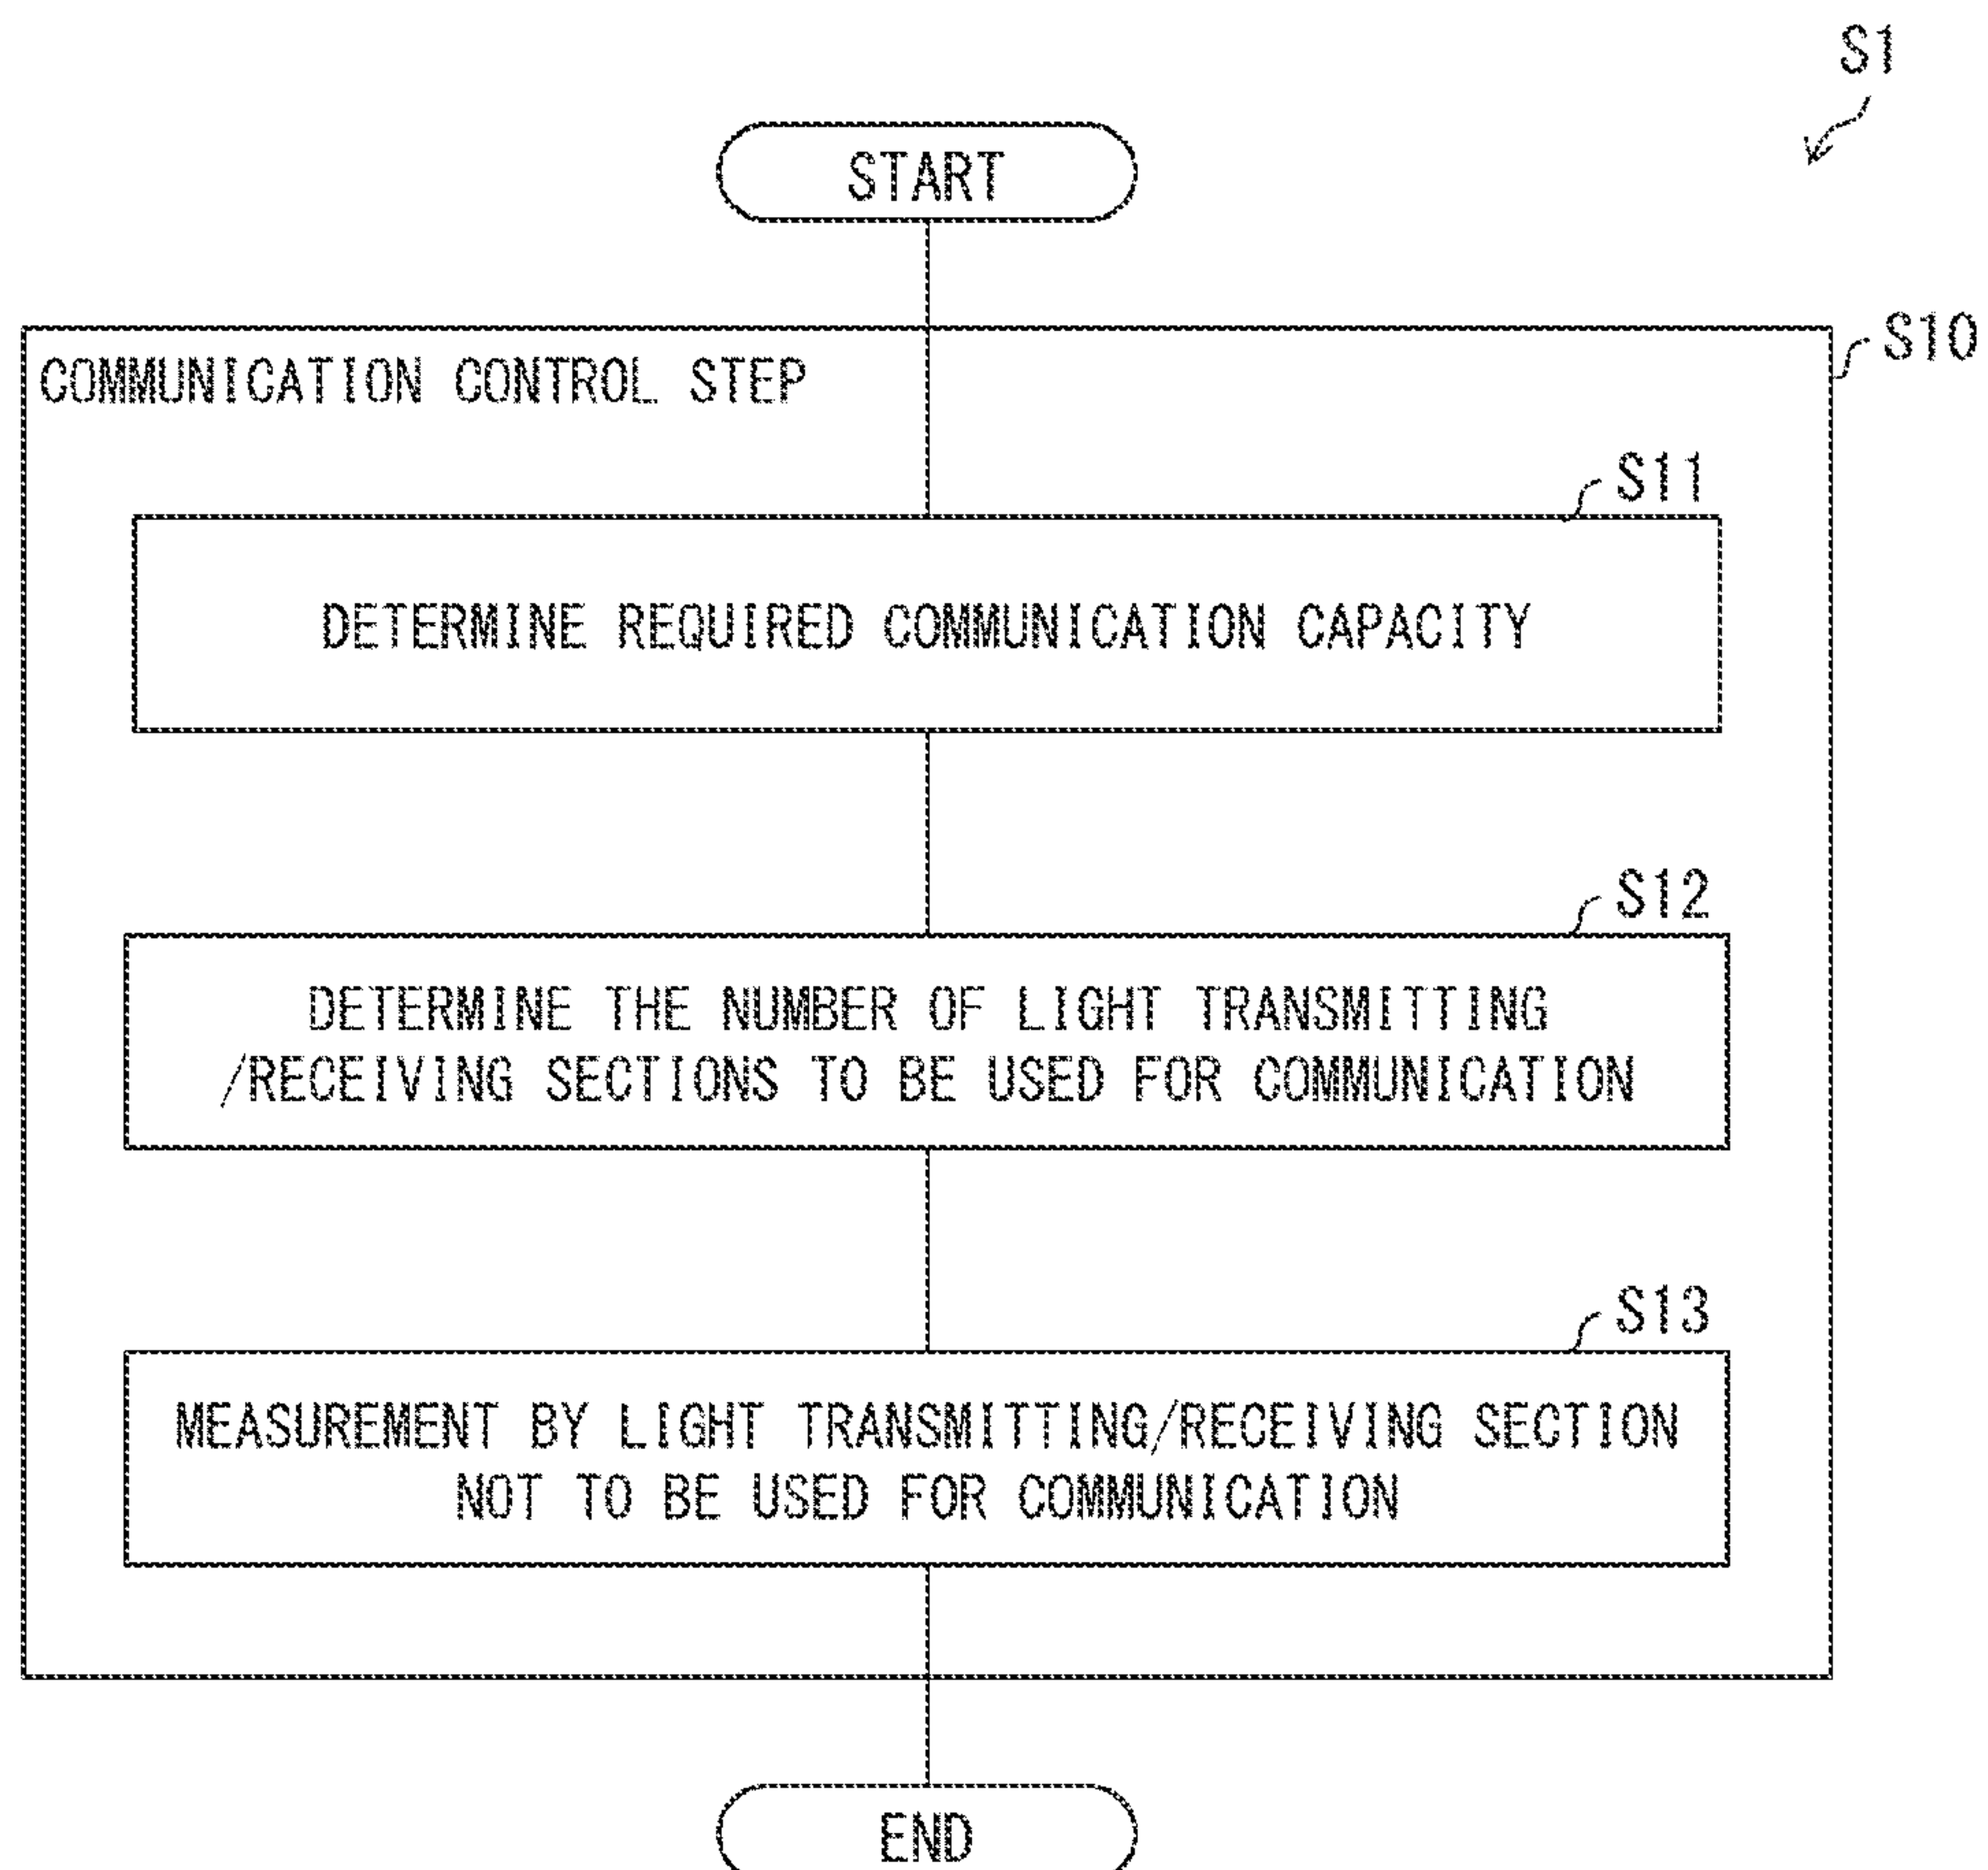 S1
START
S10
COMMUNICATION CONTROL STEP
S11
DETERMINE REQUIRED COMMUNICATION CAPACITY
S12
DETERMINE THE NUMBER OF LIGHT TRANSMITTING
/RECEIVING SECTIONS TO BE USED FOR COMMUNICATION
S13
MEASUREMENT BY LIGHT TRANSMITTING/RECEIVING SECTION
NOT TO BE USED FOR COMMUNICATION
END